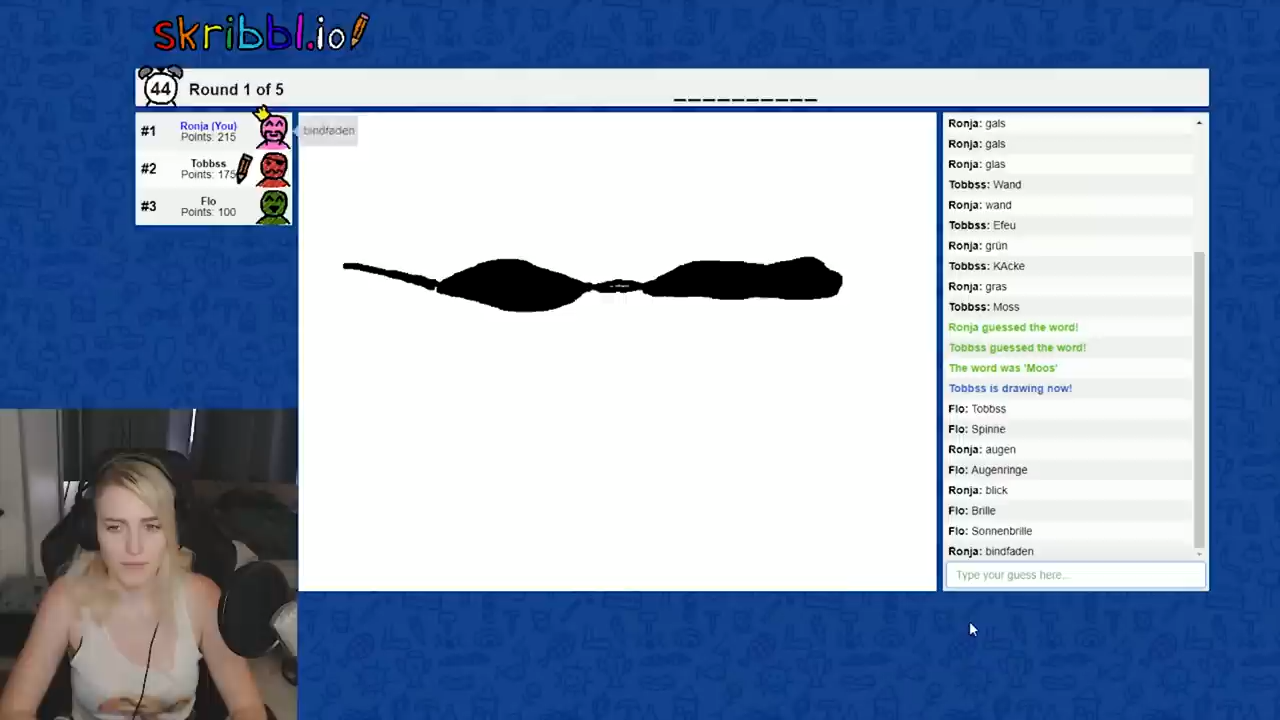 skribbl.io
44
Round 1 of 5
__________
#1
Ronja (You)
Points: 215
bindfaden
#2
Tobbss
Points: 175
#3
Flo
Points: 100
Ronja: gals
Ronja: gals
Ronja: glas
Tobbss: Wand
Ronja: wand
Tobbss: Efeu
Ronja: grün
Tobbss: KAcke
Ronja: gras
Tobbss: Moss
Ronja guessed the word!
Tobbss guessed the word!
The word was 'Moos'
Tobbss is drawing now!
Flo: Tobbss
Flo: Spinne
Ronja: augen
Flo: Augenringe
Ronja: blick
Flo: Brille
Flo: Sonnenbrille
Ronja: bindfaden
Type your guess here...